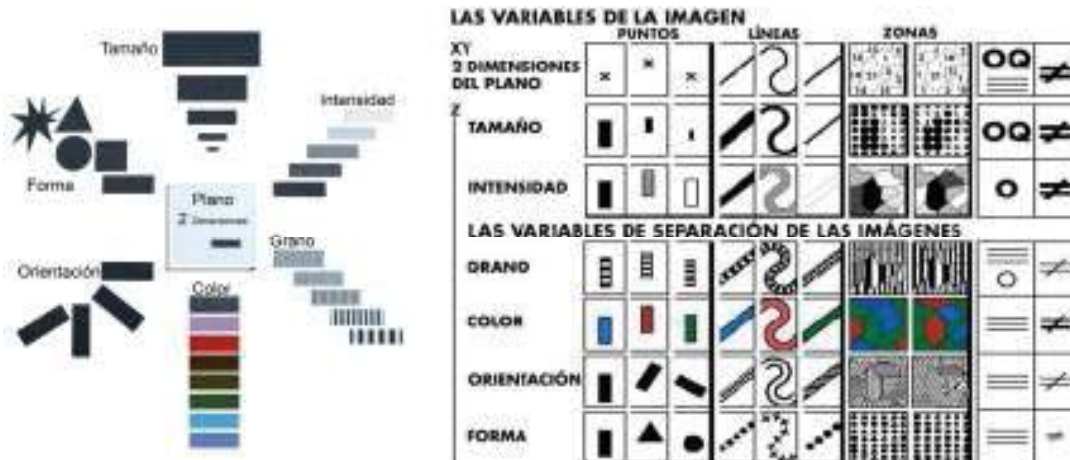 Tamaño
Intensidad
Forma
Plano
2 Dimensiones
Grano
Orientación
Color
LAS VARIABLES DE LA IMAGEN
PUNTOS LÍNEAS ZONAS
XY
2 DIMENSIONES
DEL PLANO
Z
TAMAÑO
INTENSIDAD
LAS VARIABLES DE SEPARACIÓN DE LAS IMÁGENES
GRANO
COLOR
ORIENTACIÓN
FORMA